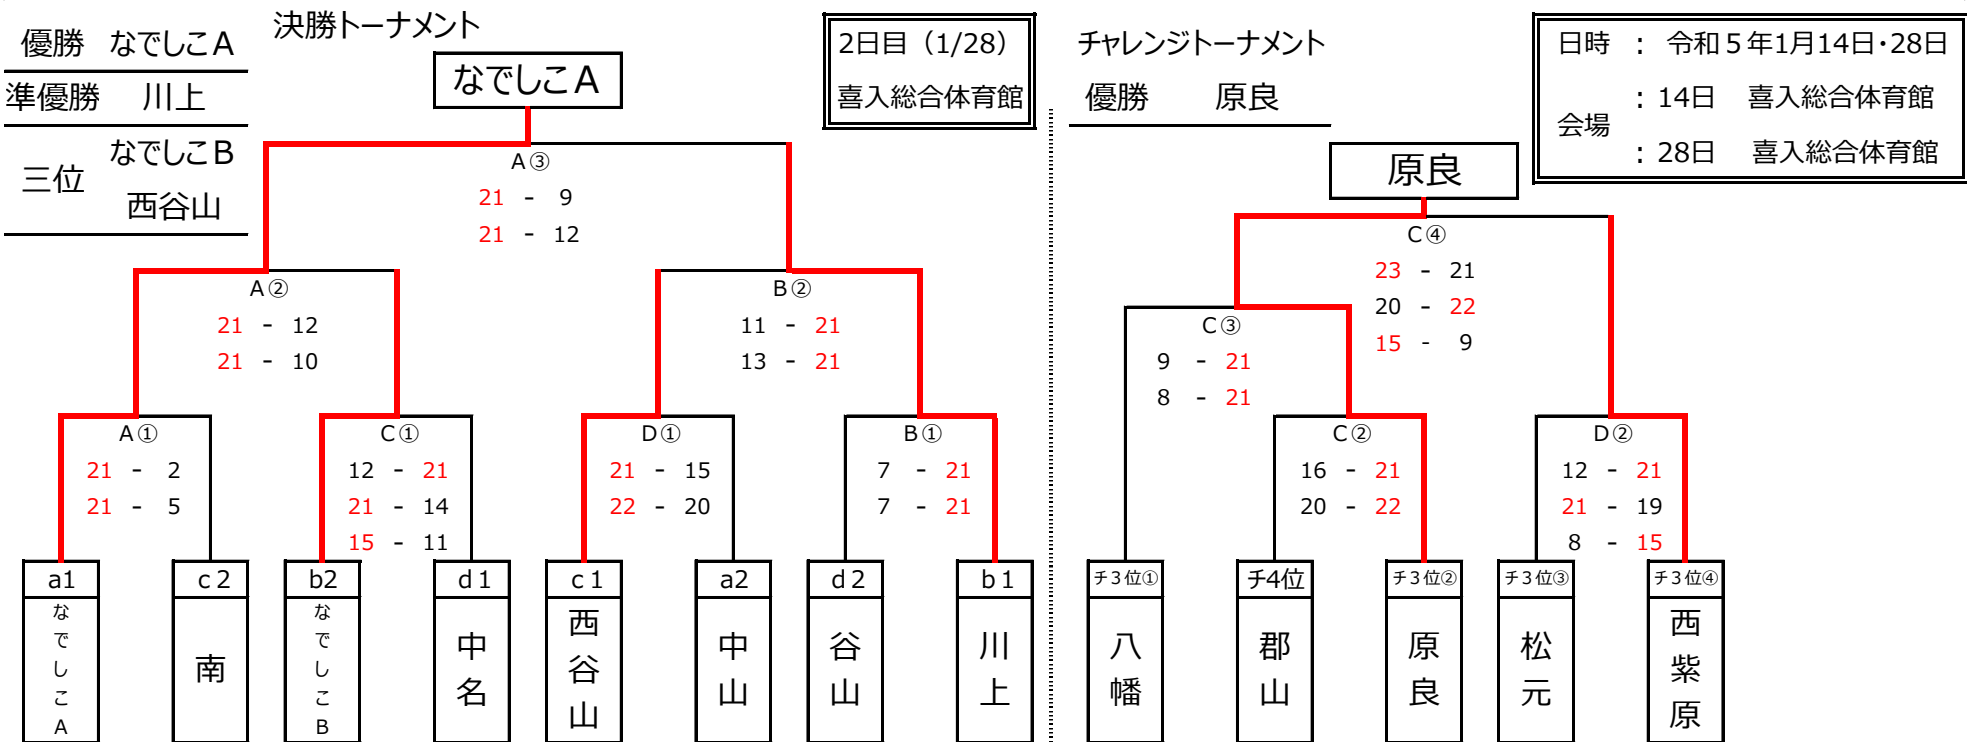 決勝トーナメント
優勝 なでしこA
準優勝 川上
三位 なでしこB
西谷山
なでしこA
2日目（1/28）
喜入総合体育館
A③
21 - 9
21 - 12
A②
21 - 12
21 - 10
B②
11 - 21
13 - 21
A①
21 - 2
21 - 5
C①
12 - 21
21 - 14
15 - 11
D①
21 - 15
22 - 20
B①
7 - 21
7 - 21
a1 c2 b2 d1 c1 a2 d2 b1
なでしこA
南
なでしこB
中名
西谷山
中山
谷山
川上
チャレンジトーナメント
優勝 原良
日時 ： 令和５年1月14日・28日
会場 ：14日 喜入総合体育館
：28日 喜入総合体育館
原良
C④
23 - 21
20 - 22
15 - 9
C③
9 - 21
8 - 21
C②
16 - 21
20 - 22
D②
12 - 21
21 - 19
8 - 15
チ３位① チ4位 チ３位② チ３位③ チ３位④
八幡
郡山
原良
松元
西紫原